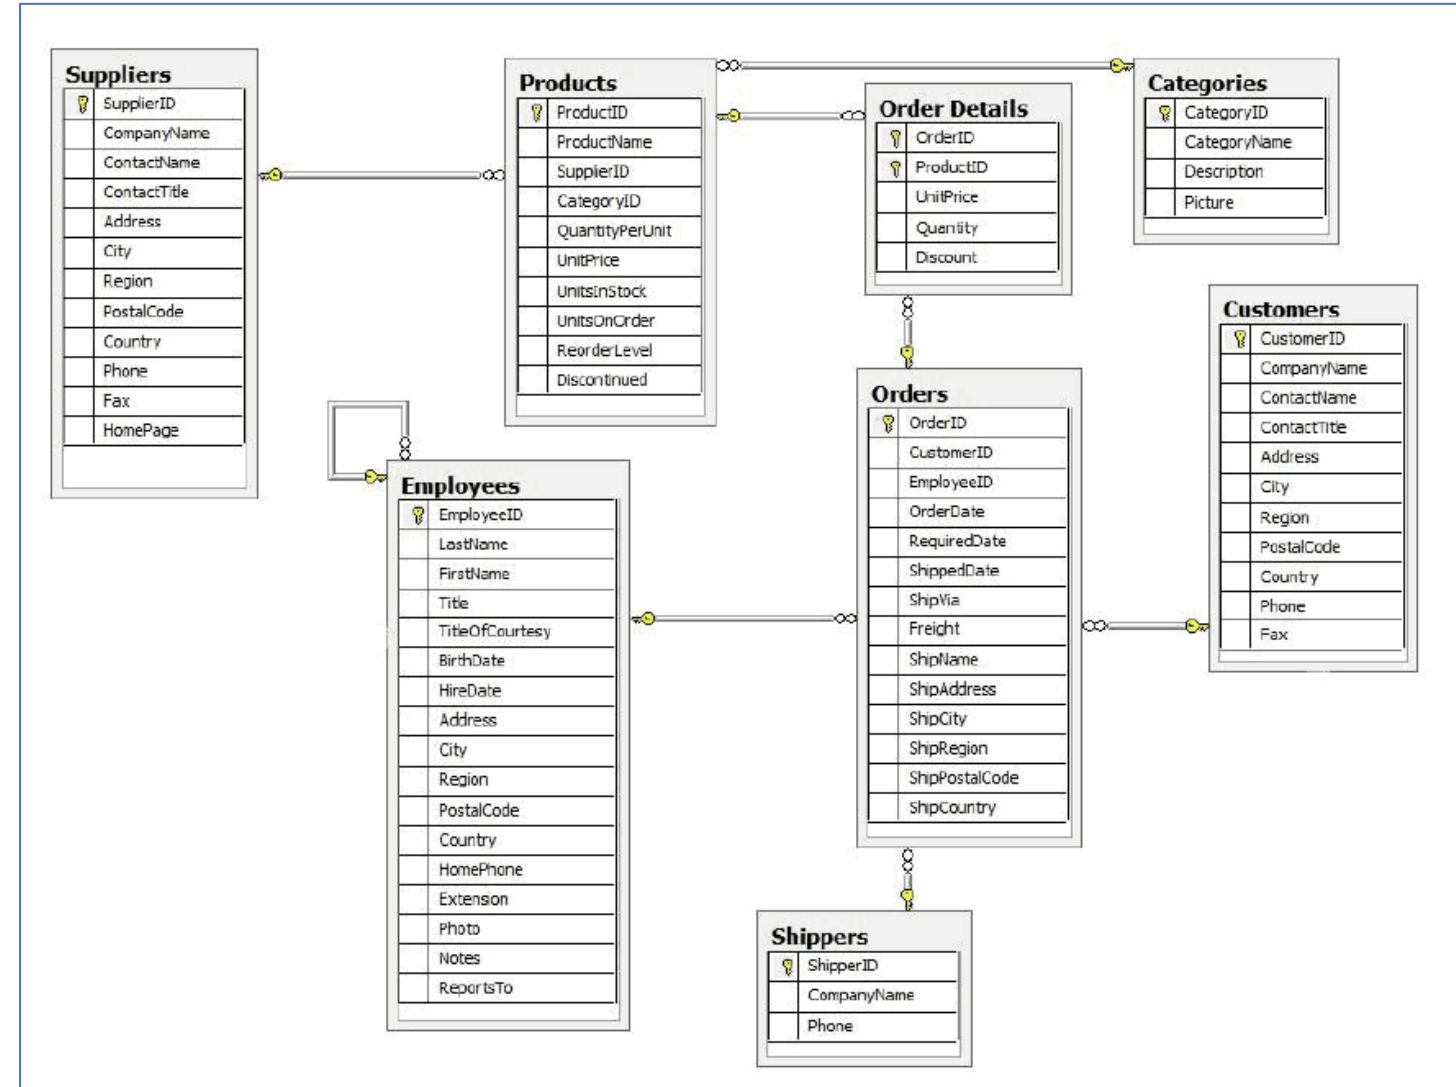 Suppliers
SupplierID
CompanyName
ContactName
ContactTitle
Address
City
Region
PostalCode
Country
Phone
Fax
HomePage
Products
ProductID
ProductName
SupplierID
CategoryID
QuantityPerUnit
UnitPrice
UnitsInStock
UnitsOnOrder
ReorderLevel
Discontinued
Order Details
OrderID
ProductID
UnitPrice
Quantity
Discount
Categories
CategoryID
CategoryName
Description
Picture
Customers
CustomerID
CompanyName
ContactName
ContactTitle
Address
City
Region
PostalCode
Country
Phone
Fax
Employees
EmployeeID
LastName
FirstName
Title
TitleOfCourtesy
BirthDate
HireDate
Address
City
Region
PostalCode
Country
HomePhone
Extension
Photo
Notes
ReportsTo
Orders
OrderID
CustomerID
EmployeeID
OrderDate
RequiredDate
ShippedDate
ShipVia
Freight
ShipName
ShipAddress
ShipCity
ShipRegion
ShipPostalCode
ShipCountry
Shippers
ShipperID
CompanyName
Phone